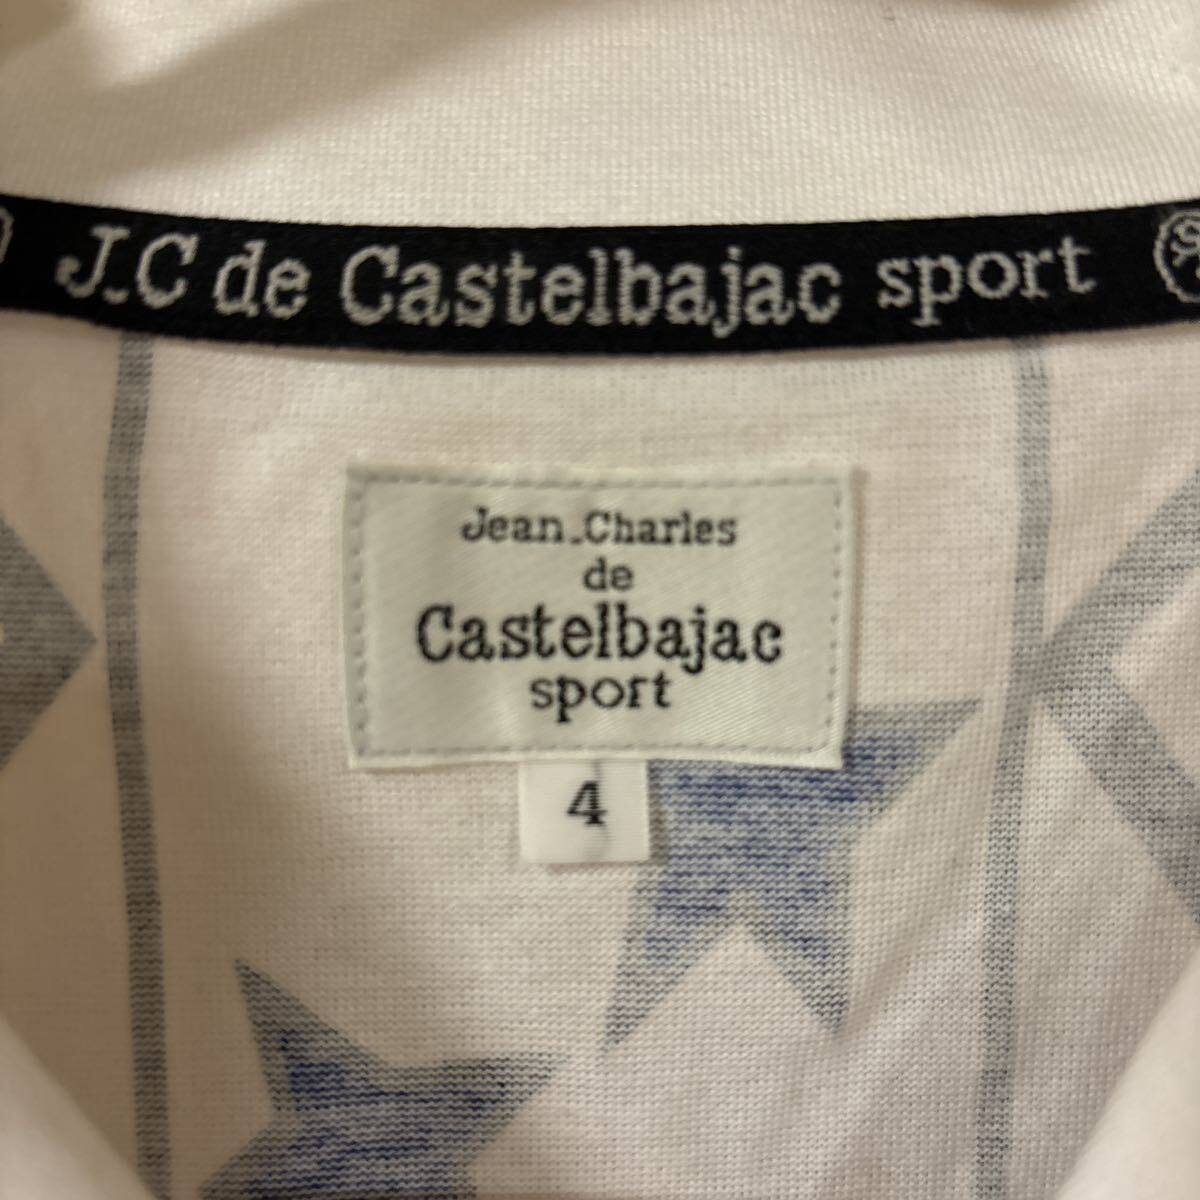 J.C de Castelbajac sport
Jean.Charles
de
Castelbajac
sport
4